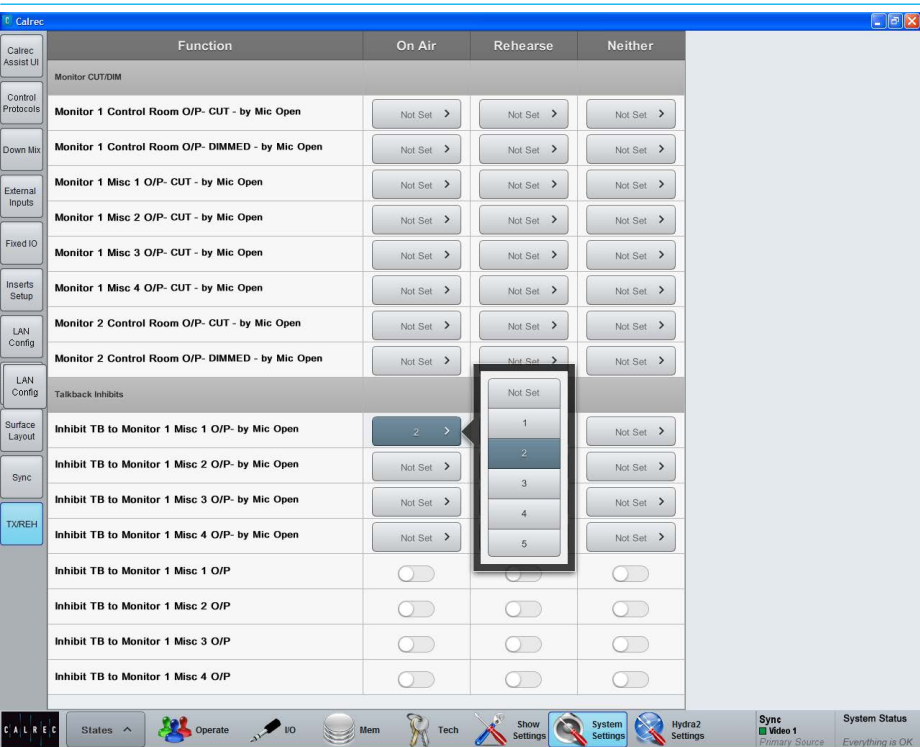 Calrec
Function On Air Rehearse Neither
Calrec
Assist UI
Control
Protocols
Down Mix
External
Inputs
Fixed IO
Inserts
Setup
LAN
Config
LAN
Config
Surface
Layout
Sync
TX/REH
Monitor CUT/DIM
Monitor 1 Control Room O/P- CUT - by Mic Open Not Set > Not Set > Not Set >
Monitor 1 Control Room O/P- DIMMED - by Mic Open Not Set > Not Set > Not Set >
Monitor 1 Misc 1 O/P- CUT - by Mic Open Not Set > Not Set > Not Set >
Monitor 1 Misc 2 O/P- CUT - by Mic Open Not Set > Not Set > Not Set >
Monitor 1 Misc 3 O/P- CUT - by Mic Open Not Set > Not Set > Not Set >
Monitor 1 Misc 4 O/P- CUT - by Mic Open Not Set > Not Set > Not Set >
Monitor 2 Control Room O/P- CUT - by Mic Open Not Set > Not Set > Not Set >
Monitor 2 Control Room O/P- DIMMED - by Mic Open Not Set > Not Set > Not Set >
Talkback Inhibits
Inhibit TB to Monitor 1 Misc 1 O/P- by Mic Open 2 > Not Set >
Inhibit TB to Monitor 1 Misc 2 O/P- by Mic Open Not Set > Not Set >
Inhibit TB to Monitor 1 Misc 3 O/P- by Mic Open Not Set > Not Set >
Inhibit TB to Monitor 1 Misc 4 O/P- by Mic Open Not Set > Not Set >
Not Set
1
2
3
4
5
Inhibit TB to Monitor 1 Misc 1 O/P
Inhibit TB to Monitor 1 Misc 2 O/P
Inhibit TB to Monitor 1 Misc 3 O/P
Inhibit TB to Monitor 1 Misc 4 O/P
CALREC
States
Operate
I/O
Mem
Tech
Show
Settings
System
Settings
Hydra2
Settings
Sync
Video 1
Primary Source
System Status
Everything is OK